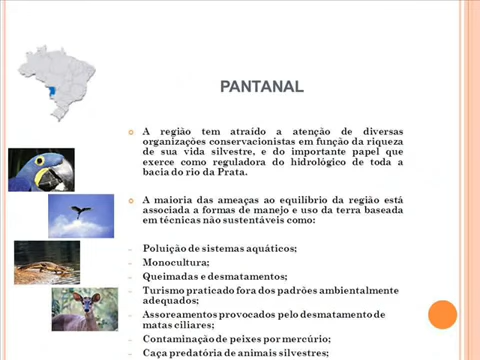 PANTANAL
A região tem atraído a atenção de diversas
organizações conservacionistas em função da riqueza
de sua vida silvestre, e do importante papel que
exerce como reguladora do hidrológico de toda a
bacia do rio da Prata.
A maioria das ameaças ao equilíbrio da região está
associada a formas de manejo e uso da terra baseada
em técnicas não sustentáveis como:
– Poluição de sistemas aquáticos;
– Monocultura;
– Queimadas e desmatamentos;
– Turismo praticado fora dos padrões ambientalmente
adequados;
– Assoreamentos provocados pelo desmatamento de
matas ciliares;
– Contaminação de peixes por mercúrio;
– Caça predatória de animais silvestres;